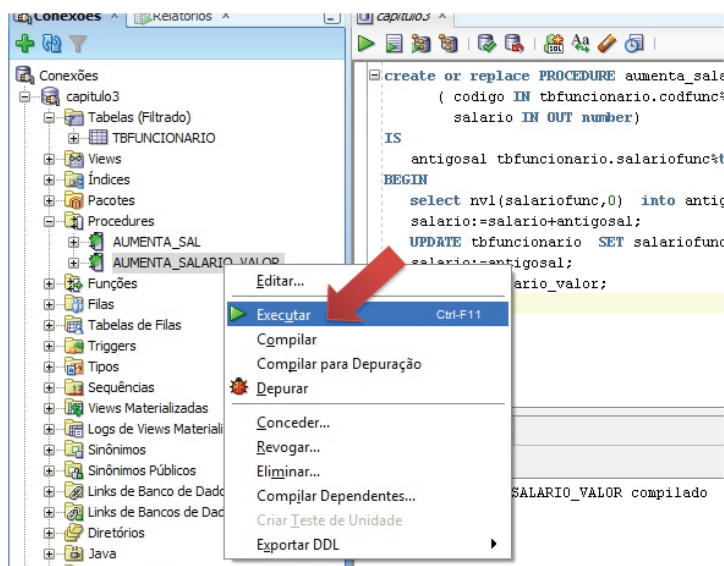 Conexões
Relatórios
capitulo3
Conexões
capitulo3
Tabelas (Filtrado)
TBFUNCIONARIO
Views
Índices
Pacotes
Procedures
AUMENTA_SAL
AUMENTA_SALARIO_VALOR
Funções
Filas
Tabelas de Filas
Triggers
Tipos
Sequências
Views Materializadas
Logs de Views Materiali
Sinônimos
Sinônimos Públicos
Links de Banco de Dado
Links de Bancos de Dad
Diretórios
Java
create or replace PROCEDURE aumenta_sala
( codigo IN tbfuncionario.codfunc%
salario IN OUT number)
IS
antigosal tbfuncionario.salariofunc%t
BEGIN
select nvl(salariofunc,0) into antig
salario:=salario+antigosal;
UPDATE tbfuncionario SET salariofunc
salario:=antigosal;
ario_valor;
Editar...
Executar Ctrl-F11
Compilar
Compilar para Depuração
Depurar
Conceder...
Revogar...
Eliminar...
Compilar Dependentes...
Criar Teste de Unidade
Exportar DDL
SALARIO_VALOR compilado